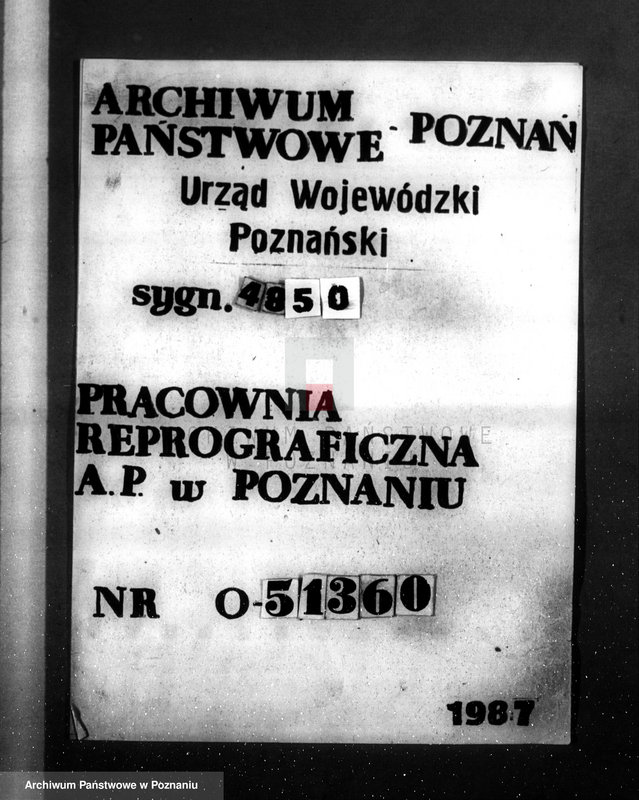 ARCHIWUM
PAŃSTWOWE - POZNAŃ
Urząd Wojewódzki
Poznański
sygn. 4850
PRACOWNIA
REPROGRAFICZNA
A.P. w POZNANIU
NR O-51360
1987
Archiwum Państwowe w Poznaniu